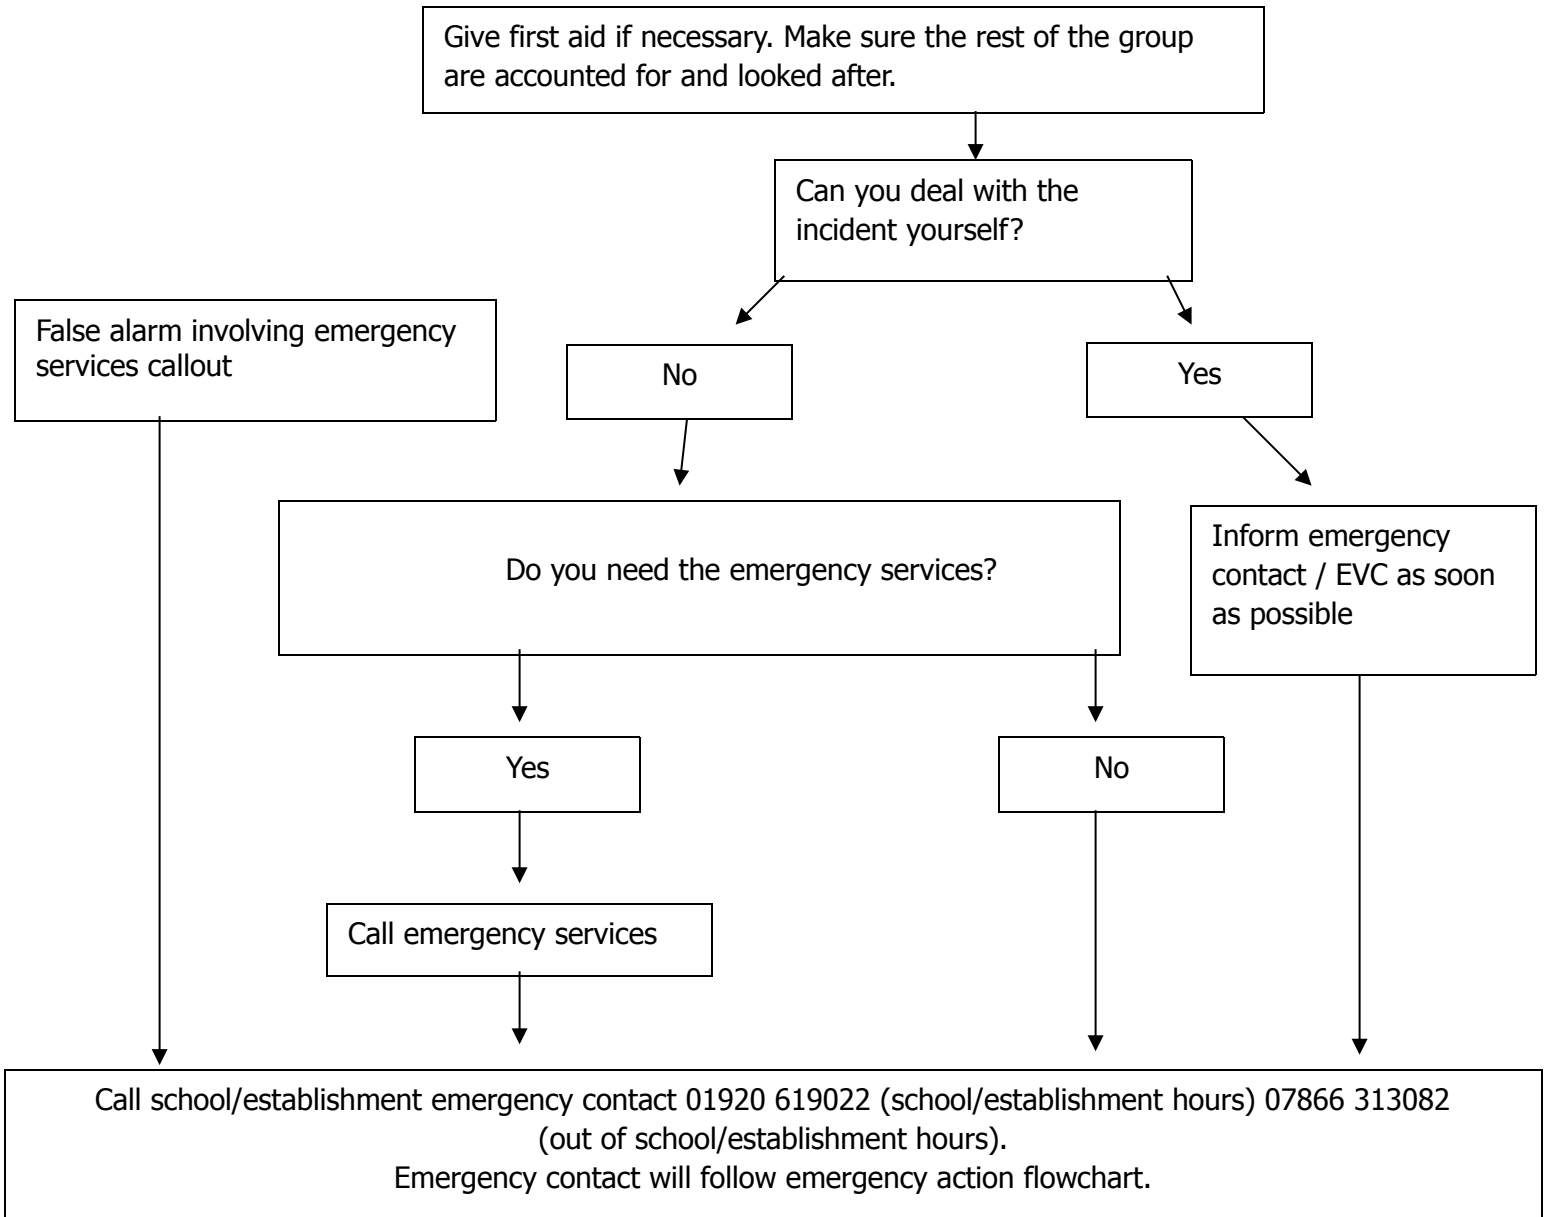 Give first aid if necessary. Make sure the rest of the group
are accounted for and looked after.
Can you deal with the
incident yourself?
False alarm involving emergency
services callout
No
Yes
Do you need the emergency services?
Inform emergency
contact / EVC as soon
as possible
Yes
No
Call emergency services
Call school/establishment emergency contact 01920 619022 (school/establishment hours) 07866 313082
(out of school/establishment hours).
Emergency contact will follow emergency action flowchart.